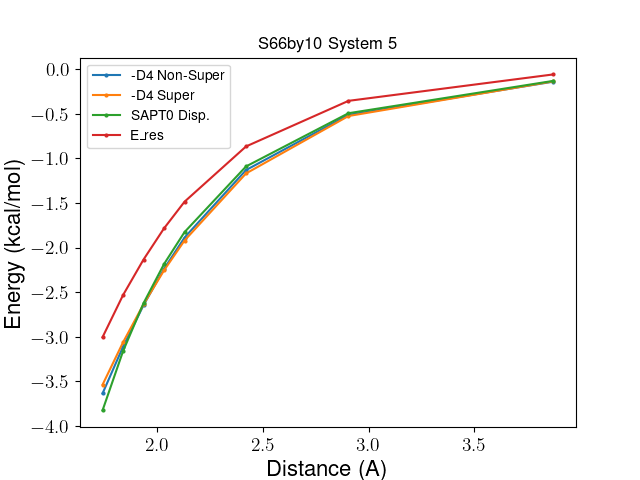 S66by10 System 5
-D4 Non-Super
-D4 Super
SAPT0 Disp.
E_res
0.0
−0.5
−1.0
−1.5
−2.0
−2.5
−3.0
−3.5
−4.0
Energy (kcal/mol)
2.0 2.5 3.0 3.5
Distance (A)